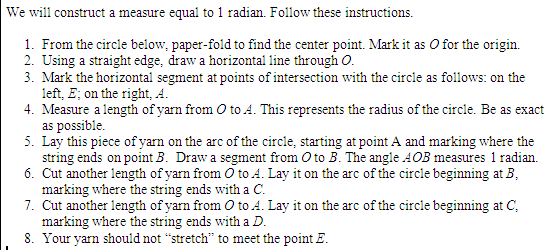 We will construct a measure equal to 1 radian. Follow these instructions.
1. From the circle below, paper-fold to find the center point. Mark it as O for the origin.
2. Using a straight edge, draw a horizontal line through O.
3. Mark the horizontal segment at points of intersection with the circle as follows: on the
left, E; on the right, A.
4. Measure a length of yarn from O to A. This represents the radius of the circle. Be as exact
as possible.
5. Lay this piece of yarn on the arc of the circle, starting at point A and marking where the
string ends on point B. Draw a segment from O to B. The angle AOB measures 1 radian.
6. Cut another length of yarn from O to A. Lay it on the arc of the circle beginning at B,
marking where the string ends with a C.
7. Cut another length of yarn from O to A. Lay it on the arc of the circle beginning at C,
marking where the string ends with a D.
8. Your yarn should not “stretch” to meet the point E.